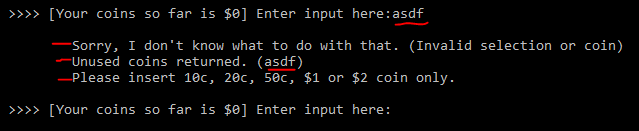 >>>> [Your coins so far is $0] Enter input here:asdf
Sorry, I don't know what to do with that. (Invalid selection or coin)
Unused coins returned. (asdf)
Please insert 10c, 20c, 50c, $1 or $2 coin only.
>>>> [Your coins so far is $0] Enter input here: